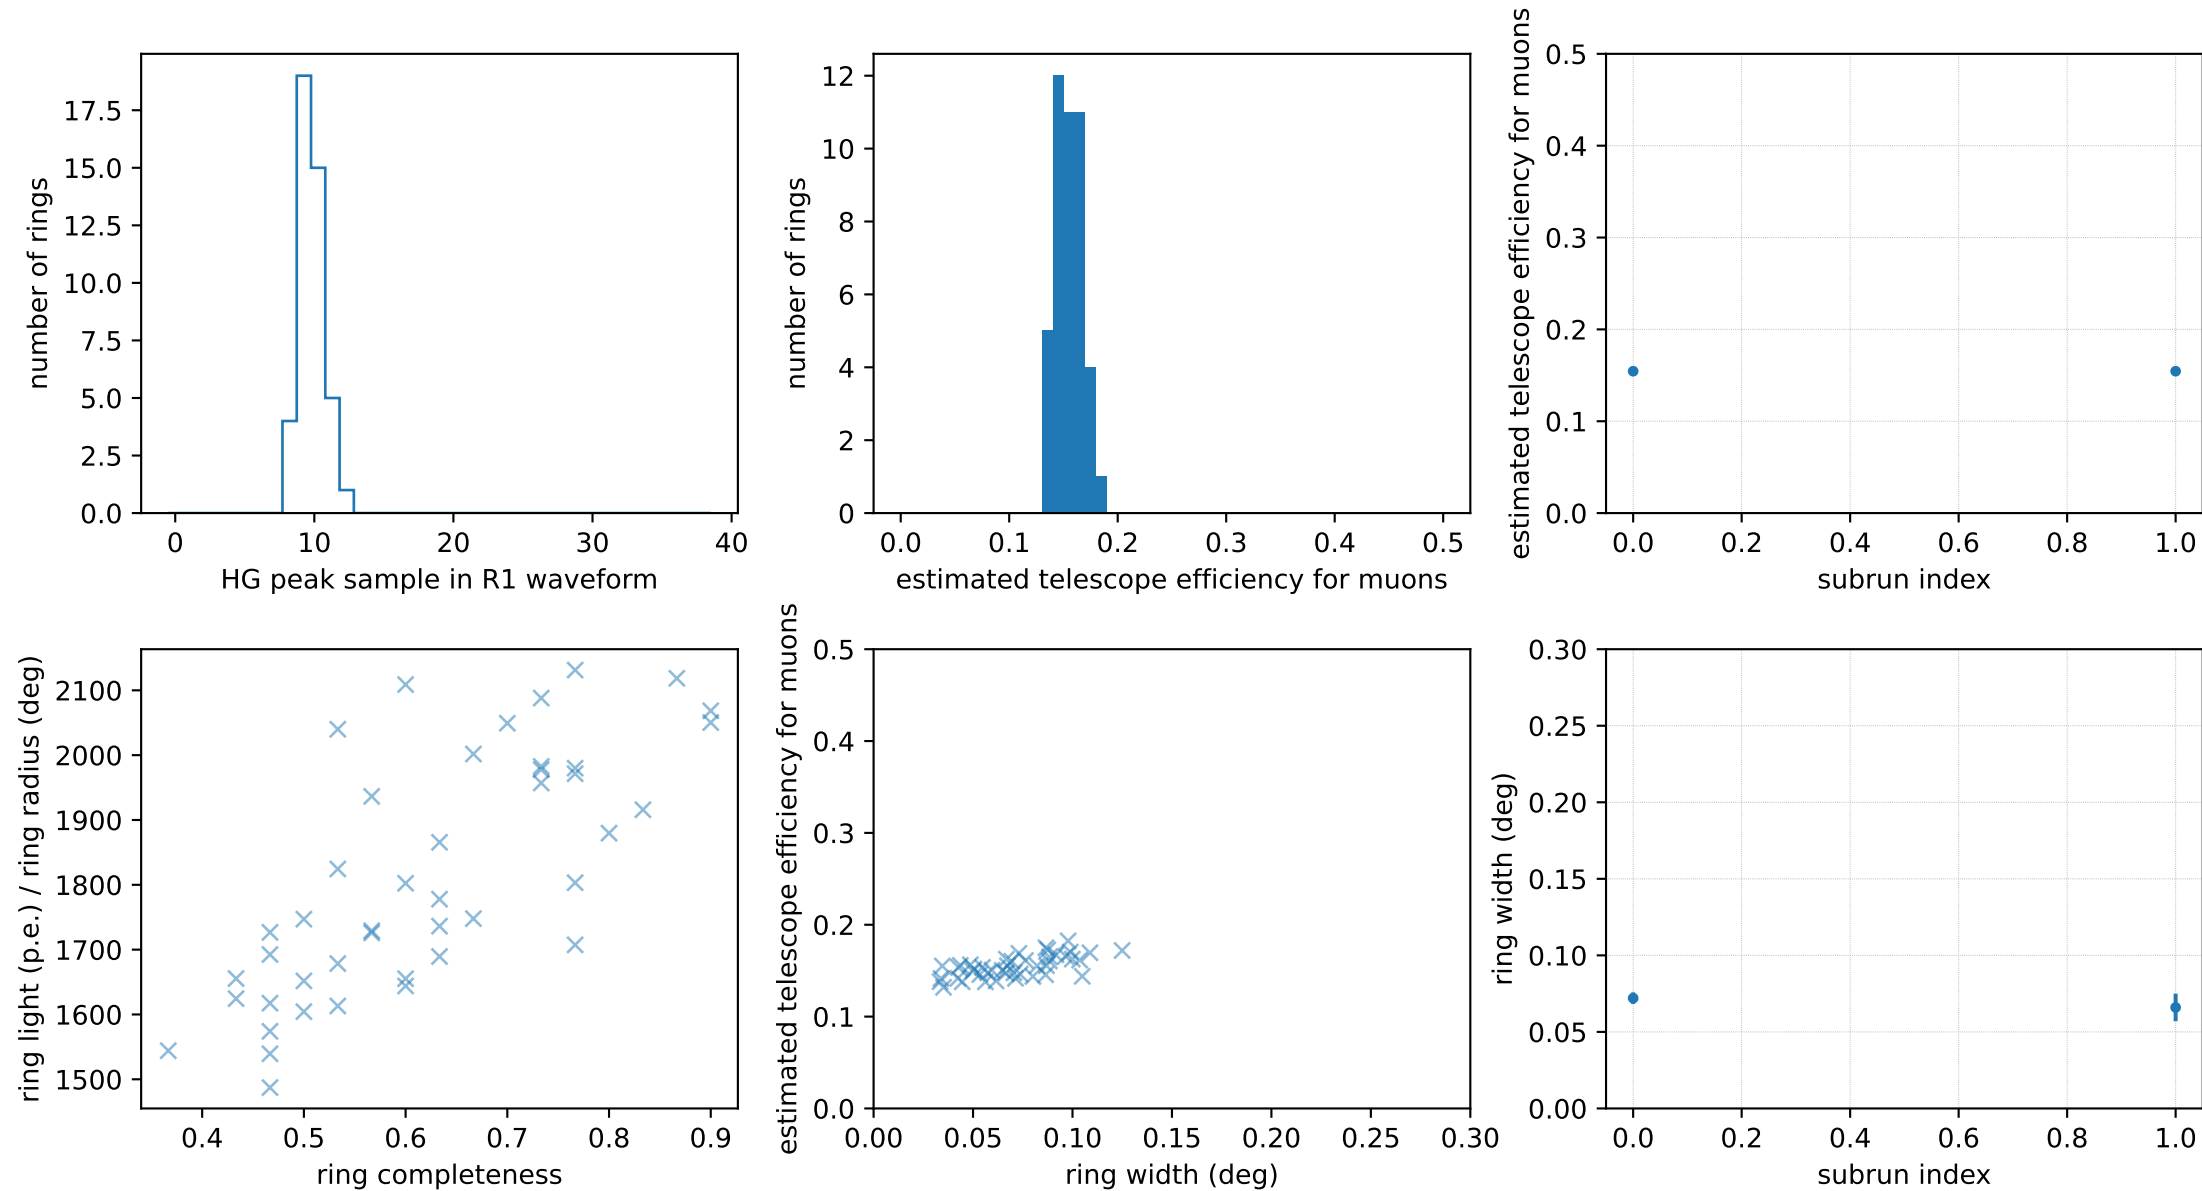 number of rings
17.5
15.0
12.5
10.0
7.5
5.0
2.5
0.0
0 10 20 30 40
HG peak sample in R1 waveform
number of rings
12
10
8
6
4
2
0
0.0 0.1 0.2 0.3 0.4 0.5
estimated telescope efficiency for muons
estimated telescope efficiency for muons
0.5
0.4
0.3
0.2
0.1
0.0
0.0 0.2 0.4 0.6 0.8 1.0
subrun index
ring light (p.e.) / ring radius (deg)
2100
2000
1900
1800
1700
1600
1500
0.4 0.5 0.6 0.7 0.8 0.9
ring completeness
estimated telescope efficiency for muons
0.5
0.4
0.3
0.2
0.1
0.0
0.00 0.05 0.10 0.15 0.20 0.25 0.30
ring width (deg)
ring width (deg)
0.30
0.25
0.20
0.15
0.10
0.05
0.00
0.0 0.2 0.4 0.6 0.8 1.0
subrun index